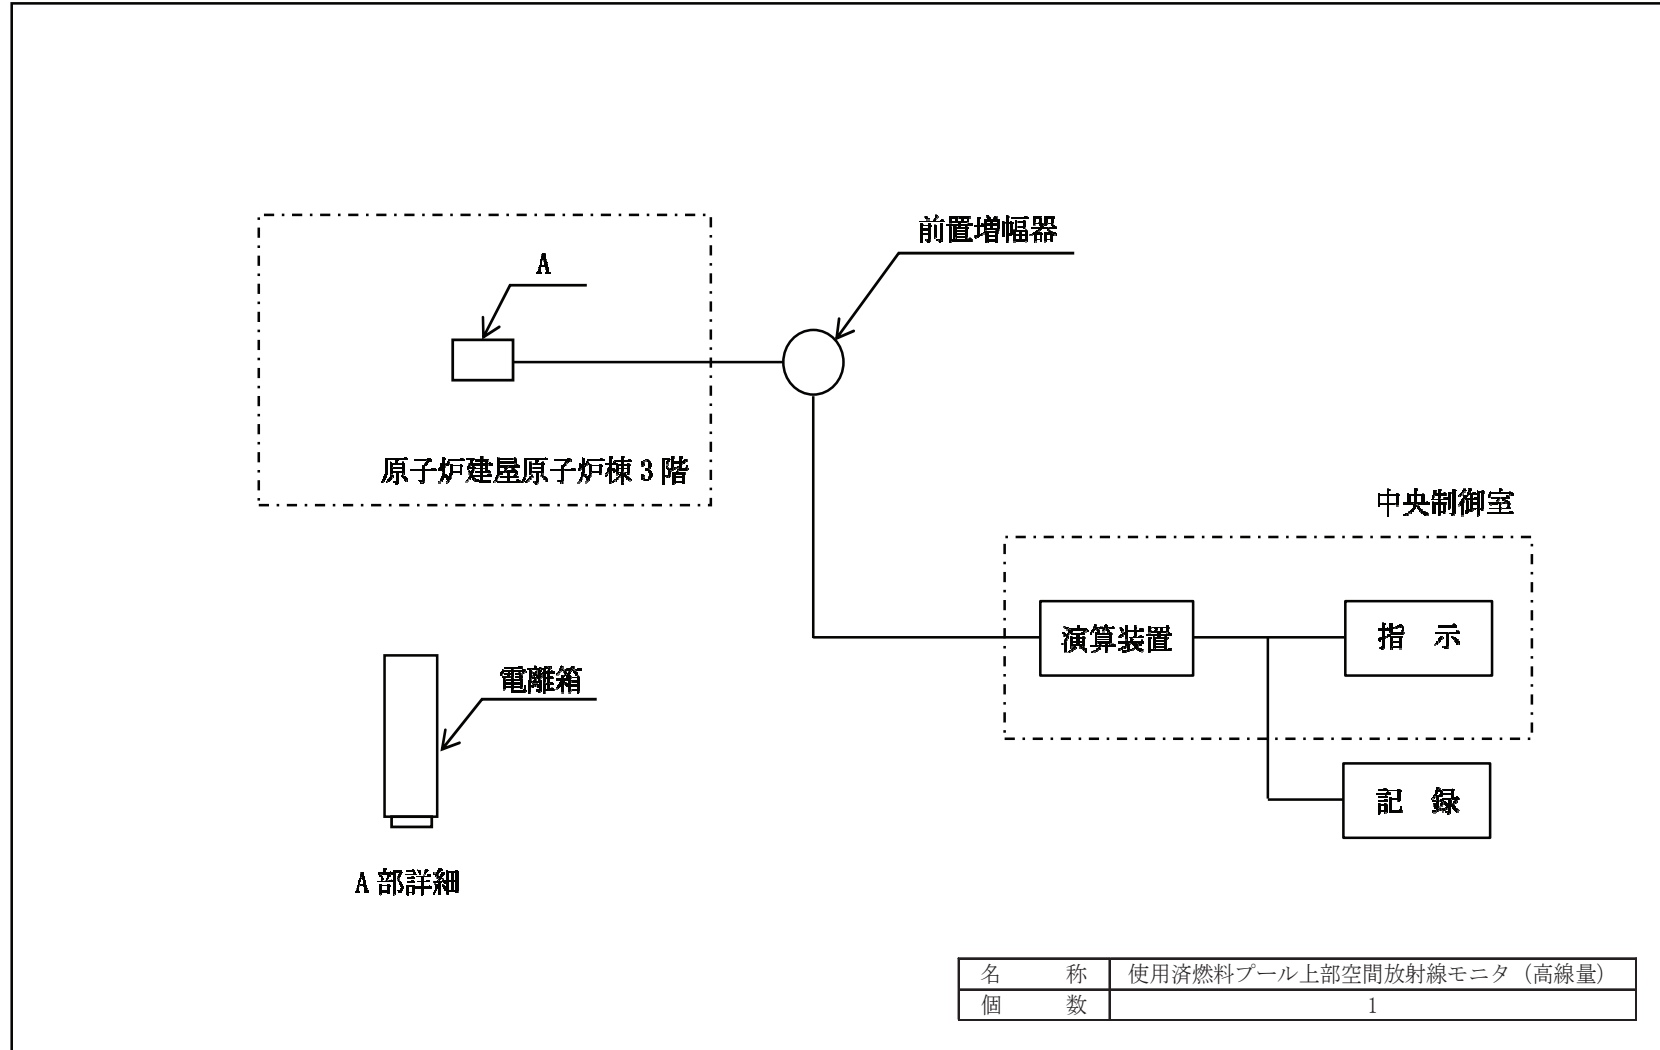 前置増幅器
A
原子炉建屋原子炉棟3階
中央制御室
演算装置
指 示
電離箱
記 録
A部詳細
名 称 使用済燃料プール上部空間放射線モニタ（高線量）
個 数 1